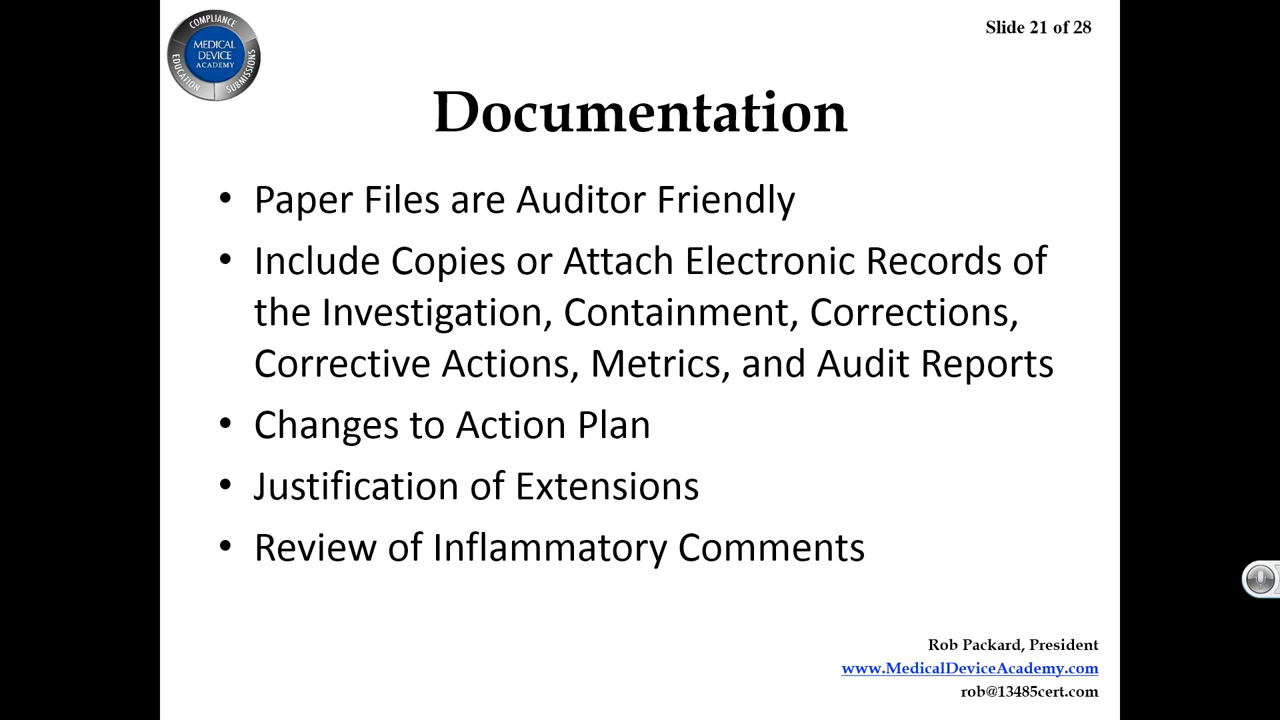 COMPLIANCE
MEDICAL
DEVICE
ACADEMY
EDUCATION
SUBMISSIONS
Slide 21 of 28
Documentation
• Paper Files are Auditor Friendly
• Include Copies or Attach Electronic Records of
the Investigation, Containment, Corrections,
Corrective Actions, Metrics, and Audit Reports
• Changes to Action Plan
• Justification of Extensions
• Review of Inflammatory Comments
Rob Packard, President
www.MedicalDeviceAcademy.com
rob@13485cert.com